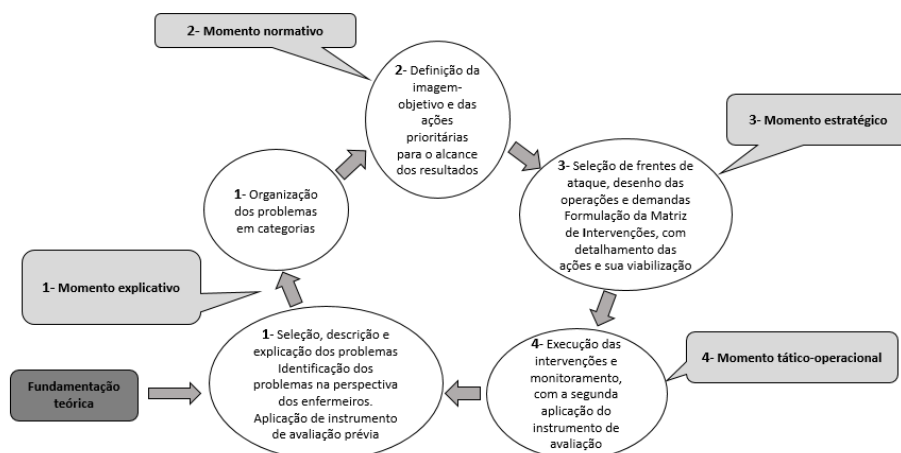 2- Momento normativo
2- Definição da
imagem-
objetivo e das
ações
prioritárias
para o alcance
dos resultados
3- Momento estratégico
3- Seleção de frentes de
ataque, desenho das
operações e demandas
Formulação da Matriz
de Intervenções, com
detalhamento das
ações e sua viabilização
1- Organização
dos problemas
em categorias
1- Momento explicativo
1- Seleção, descrição e
explicação dos problemas
Identificação dos
problemas na perspectiva
dos enfermeiros.
Aplicação de instrumento
de avaliação prévia
4- Execução das
intervenções e
monitoramento,
com a segunda
aplicação do
instrumento de
avaliação
4- Momento tático-operacional
Fundamentação
teórica